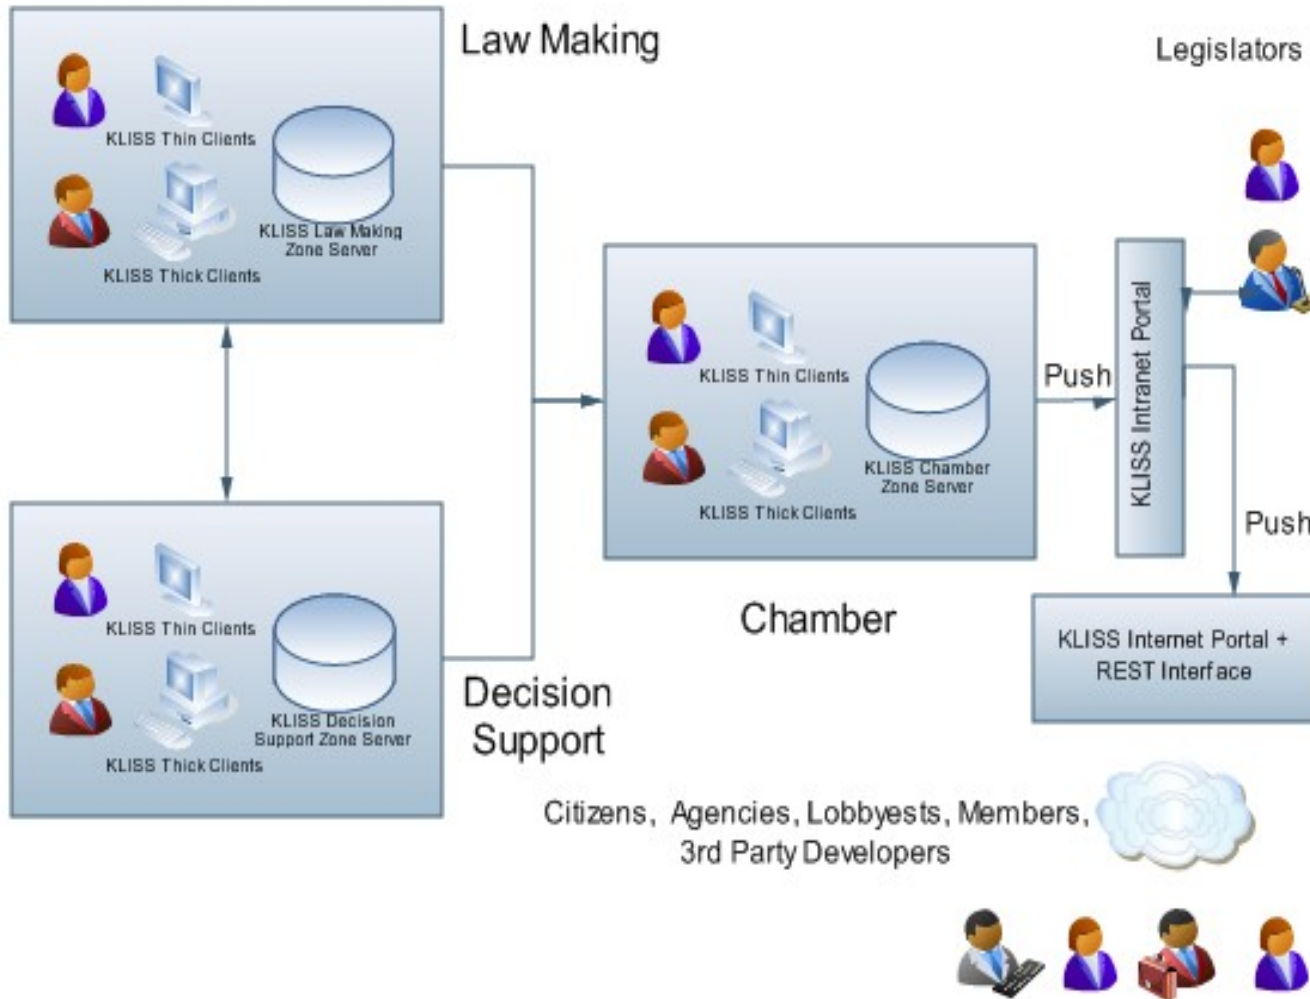 Law Making
Legislators
KLISS Thin Clients
KLISS Law Making
Zone Server
KLISS Thick Clients
KLISS Thin Clients
KLISS Chamber
Zone Server
KLISS Thick Clients
Push
KLISS Intranet Portal
Push
Chamber
KLISS Internet Portal +
REST Interface
KLISS Thin Clients
KLISS Decision
Support Zone Server
KLISS Thick Clients
Decision
Support
Citizens, Agencies, Lobbyests, Members,
3rd Party Developers